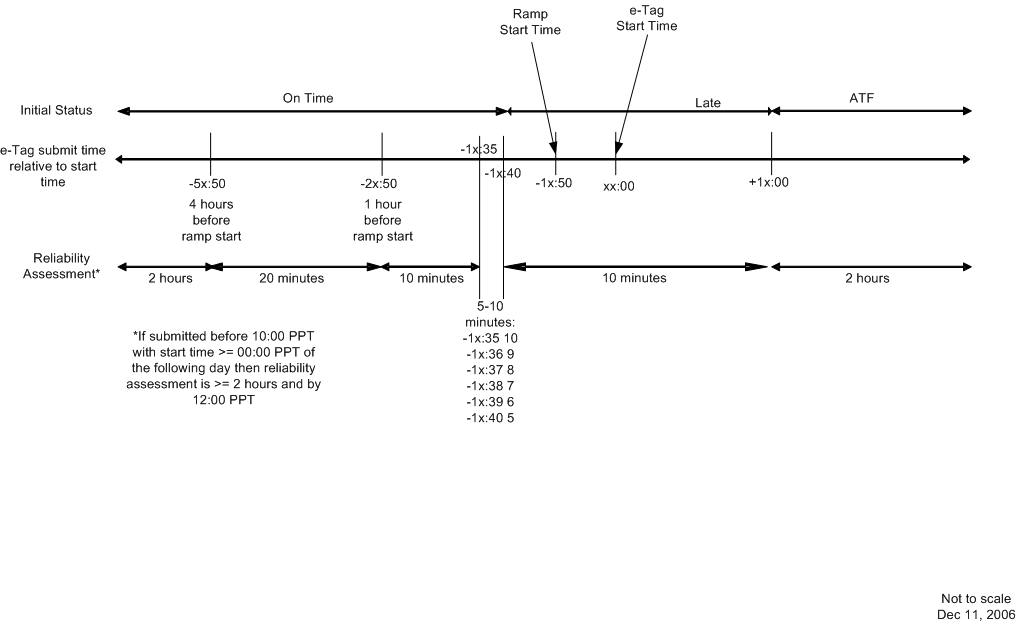 Ramp
Start Time
e-Tag
Start Time
Initial Status
On Time
Late
ATF
e-Tag submit time
relative to start
time
-1x:35
-1x:40
-5x:50
-2x:50
-1x:50
xx:00
+1x:00
4 hours
before
ramp start
1 hour
before
ramp start
Reliability
Assessment*
2 hours
20 minutes
10 minutes
10 minutes
2 hours
5-10
minutes:
-1x:35 10
-1x:36 9
-1x:37 8
-1x:38 7
-1x:39 6
-1x:40 5
*If submitted before 10:00 PPT
with start time >= 00:00 PPT of
the following day then reliability
assessment is >= 2 hours and by
12:00 PPT
Not to scale
Dec 11, 2006